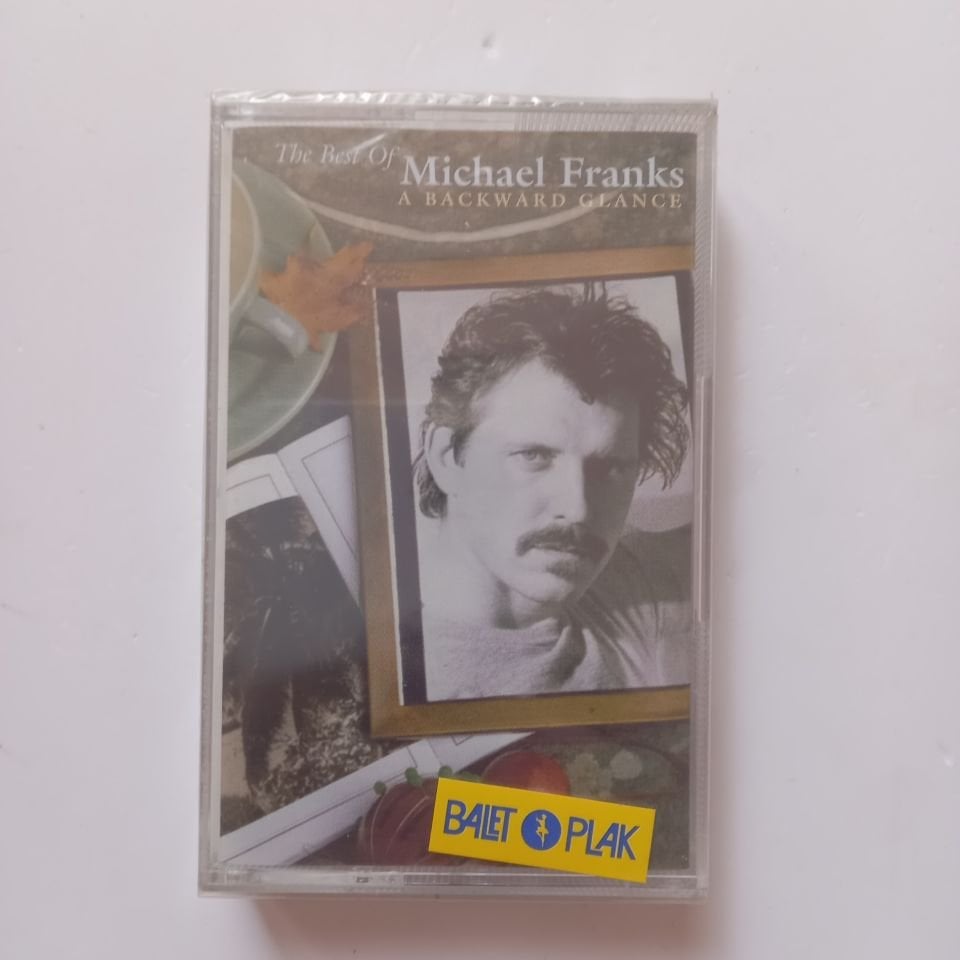 The Best Of
Michael Franks
A BACKWARD GLANCE
BALET PLAK